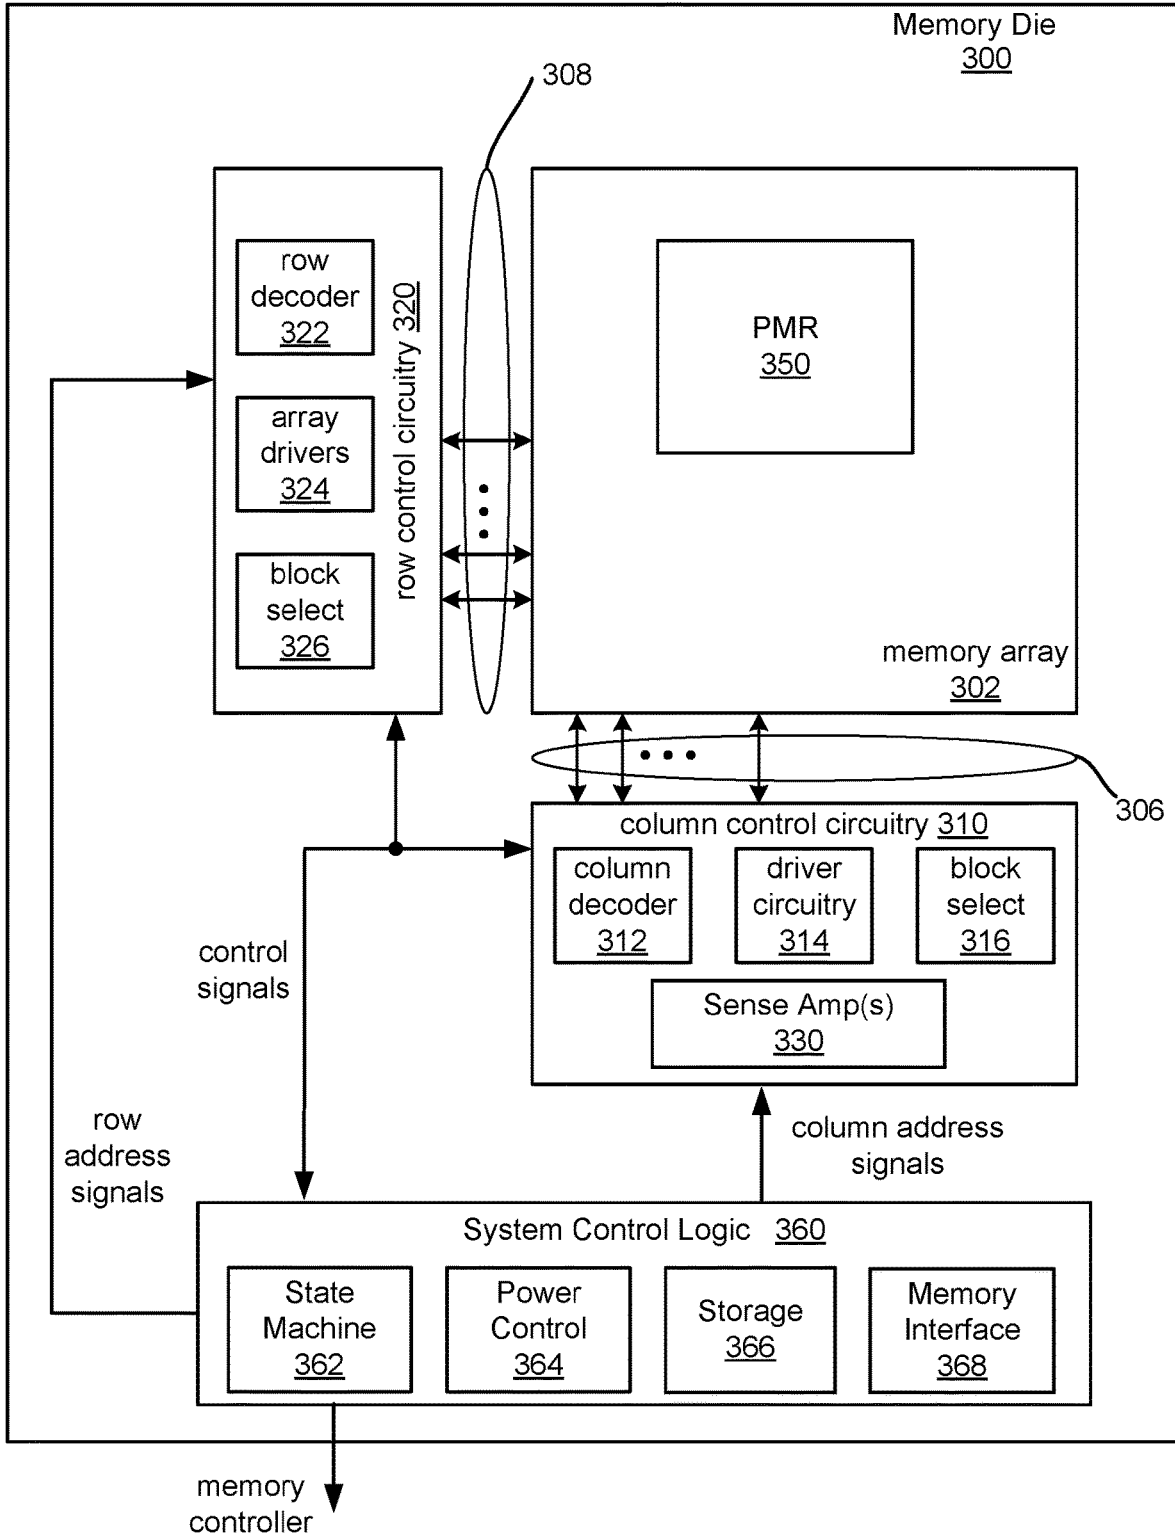 Memory Die
300
308
row
decoder
322
array
drivers
324
block
select
326
row control circuitry 320
PMR
350
memory array
302
306
column control circuitry 310
column
decoder
312
driver
circuitry
314
block
select
316
Sense Amp(s)
330
control
signals
row
address
signals
column address
signals
System Control Logic 360
State
Machine
362
Power
Control
364
Storage
366
Memory
Interface
368
memory
controller